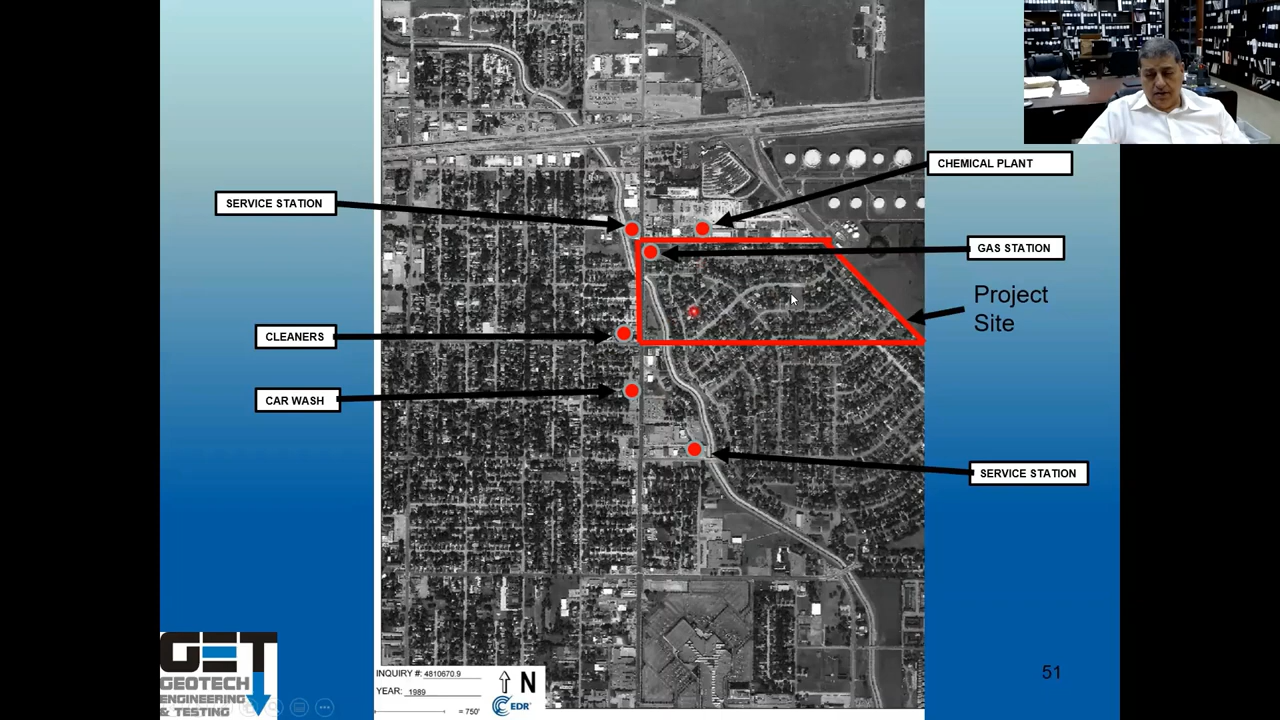 CHEMICAL PLANT
SERVICE STATION
GAS STATION
Project
Site
CLEANERS
CAR WASH
SERVICE STATION
GET
GEOTECH
ENGINEERING
& TESTING
INQUIRY #: 4810670.9
YEAR: 1989
= 750'
N
EDR
51